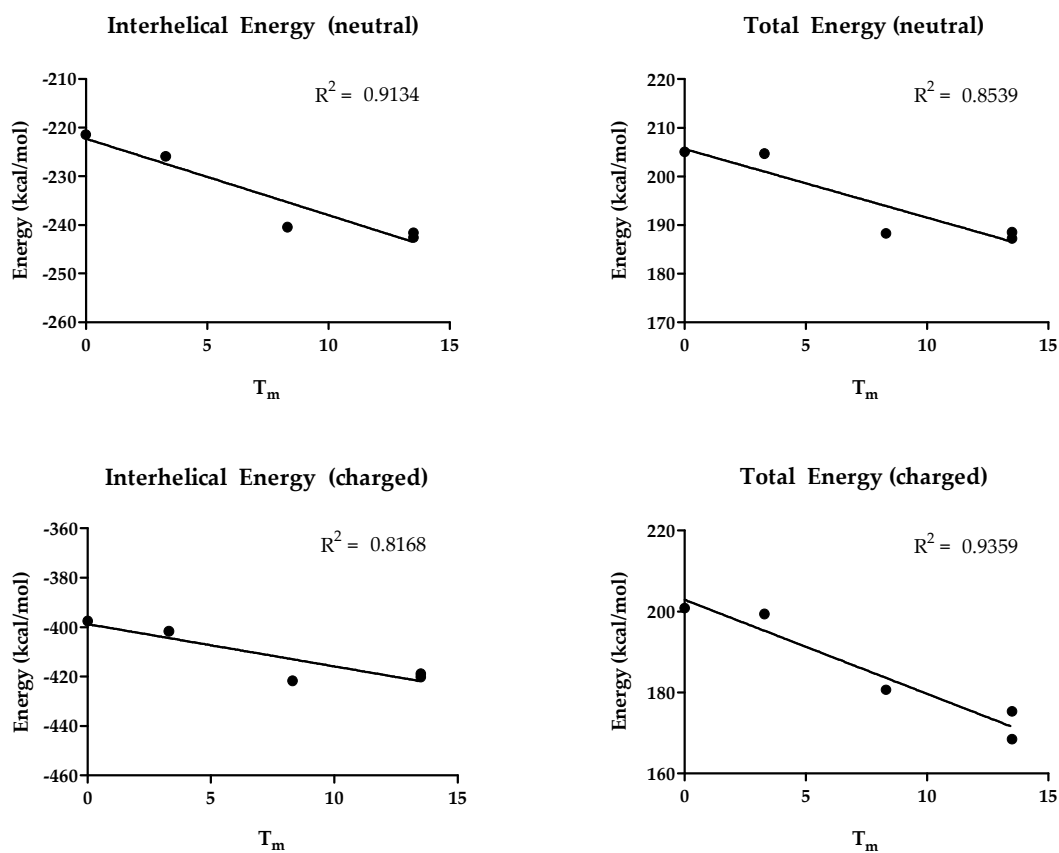 Interhelical Energy (neutral)
R² = 0.9134
Energy (kcal/mol)
-210
-220
-230
-240
-250
-260
0 5 10 15
Tₘ
Total Energy (neutral)
R² = 0.8539
Energy (kcal/mol)
220
210
200
190
180
170
0 5 10 15
Tₘ
Interhelical Energy (charged)
R² = 0.8168
Energy (kcal/mol)
-360
-380
-400
-420
-440
-460
0 5 10 15
Tₘ
Total Energy (charged)
R² = 0.9359
Energy (kcal/mol)
220
200
180
160
0 5 10 15
Tₘ